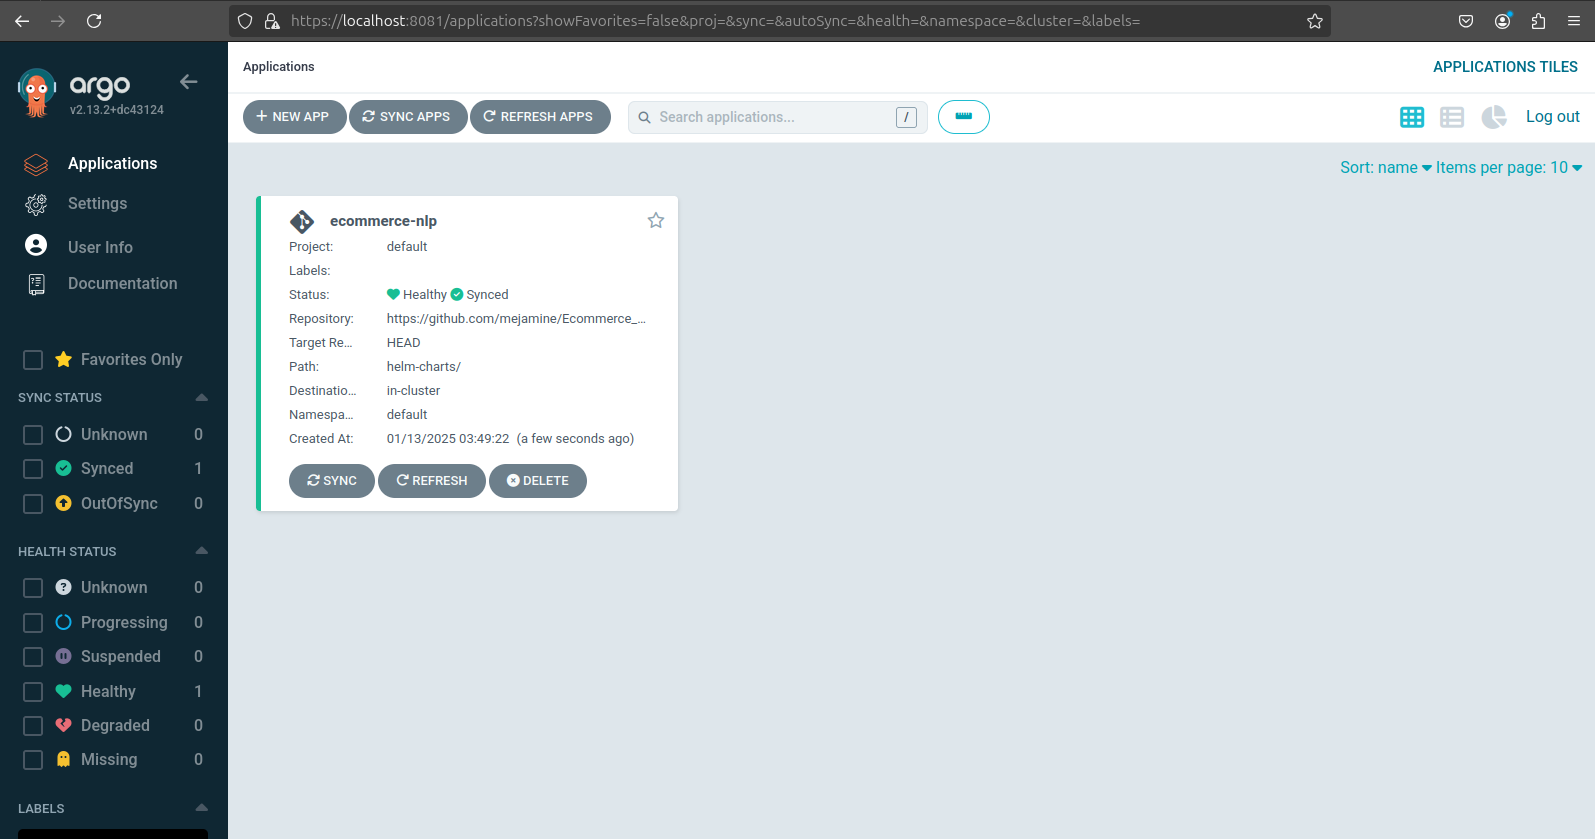 https://localhost:8081/applications?showFavorites=false&proj=&sync=&autoSync=&health=&namespace=&cluster=&labels=
argo
v2.13.2+dc43124
Applications
Settings
User Info
Documentation
Favorites Only
SYNC STATUS
Unknown 0
Synced 1
OutOfSync 0
HEALTH STATUS
Unknown 0
Progressing 0
Suspended 0
Healthy 1
Degraded 0
Missing 0
LABELS
Applications
APPLICATIONS TILES
NEW APP
SYNC APPS
REFRESH APPS
Search applications...
/
Log out
Sort: name
Items per page: 10
ecommerce-nlp
Project: default
Labels:
Status: Healthy Synced
Repository: https://github.com/mejamine/Ecommerce_...
Target Re... HEAD
Path: helm-charts/
Destinatio... in-cluster
Namespa... default
Created At: 01/13/2025 03:49:22 (a few seconds ago)
SYNC
REFRESH
DELETE